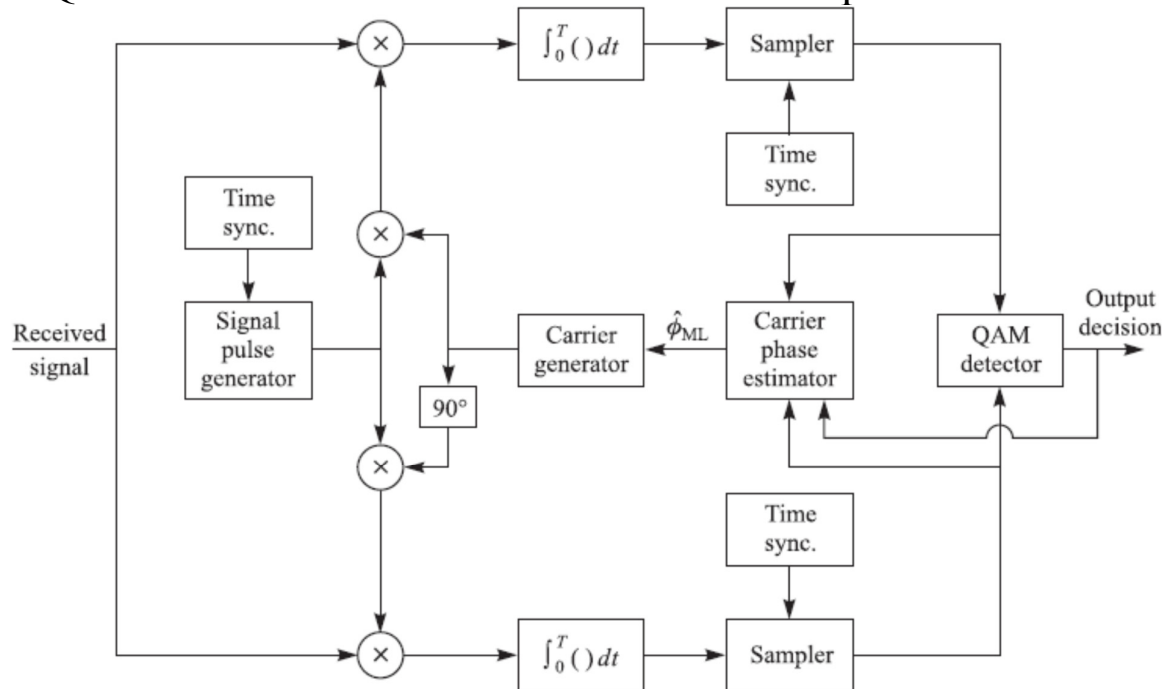 ∫₀ᵀ ( ) dt
Sampler
Time
sync.
Time
sync.
Received
signal
Signal
pulse
generator
90°
Carrier
generator
ϕ̂ML
Carrier
phase
estimator
QAM
detector
Output
decision
Time
sync.
∫₀ᵀ ( ) dt
Sampler